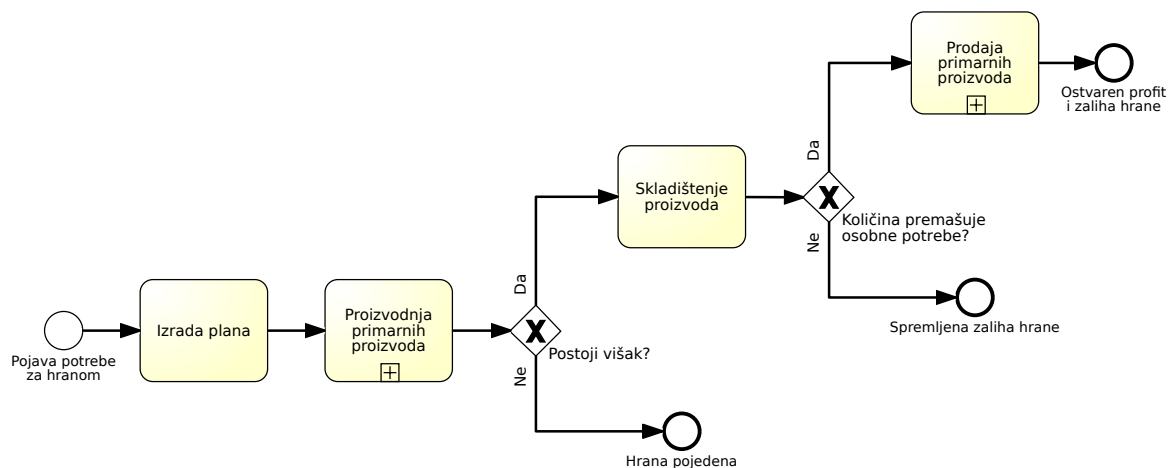 Pojava potrebe
za hranom
Izrada plana
Proizvodnja
primarnih
proizvoda
Postoji višak?
Da
Ne
Hrana pojedena
Skladištenje
proizvoda
Količina premašuje
osobne potrebe?
Da
Ne
Spremljena zaliha hrane
Prodaja
primarnih
proizvoda
Ostvaren profit
i zaliha hrane